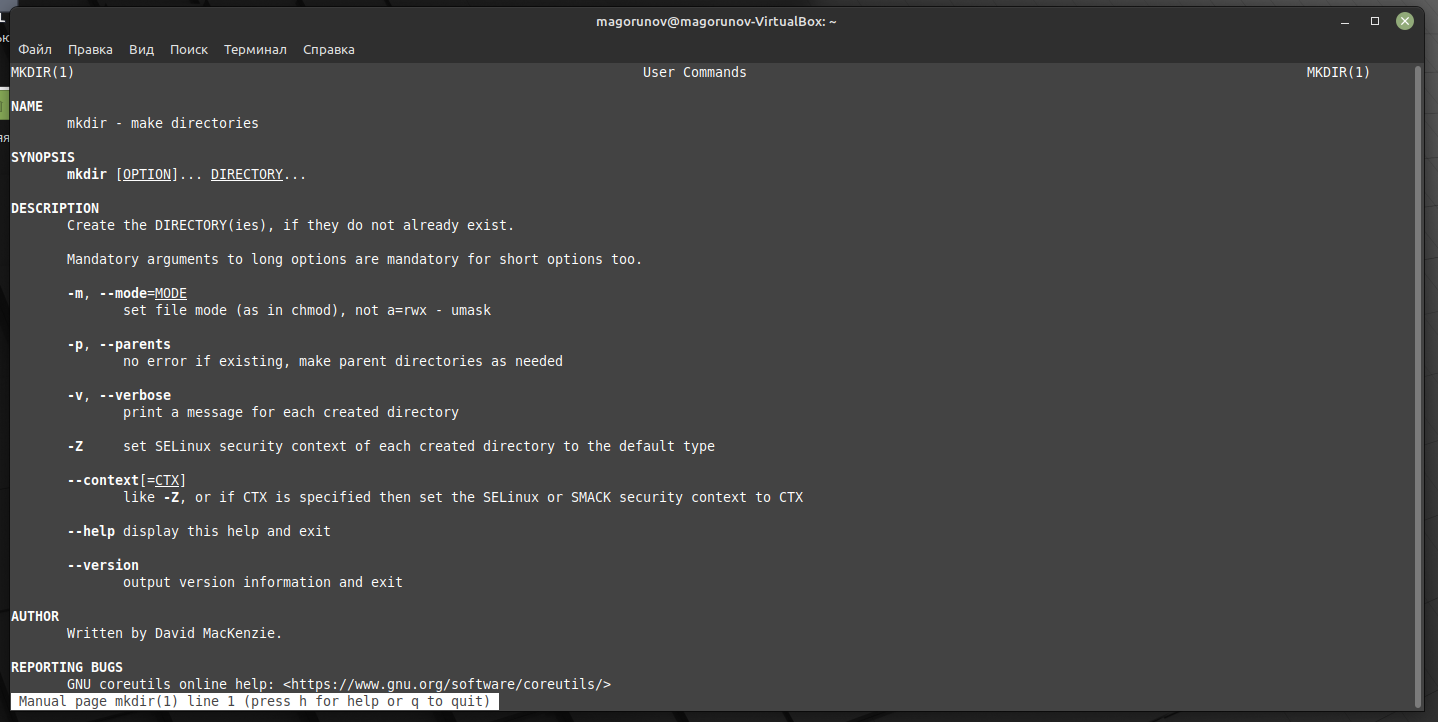 magorunov@magorunov-VirtualBox: ~
Файл Правка Вид Поиск Терминал Справка
MKDIR(1) User Commands MKDIR(1)
NAME
mkdir - make directories
SYNOPSIS
mkdir [OPTION]... DIRECTORY...
DESCRIPTION
Create the DIRECTORY(ies), if they do not already exist.
Mandatory arguments to long options are mandatory for short options too.
-m, --mode=MODE
set file mode (as in chmod), not a=rwx - umask
-p, --parents
no error if existing, make parent directories as needed
-v, --verbose
print a message for each created directory
-Z set SELinux security context of each created directory to the default type
--context[=CTX]
like -Z, or if CTX is specified then set the SELinux or SMACK security context to CTX
--help display this help and exit
--version
output version information and exit
AUTHOR
Written by David MacKenzie.
REPORTING BUGS
GNU coreutils online help: <https://www.gnu.org/software/coreutils/>
Manual page mkdir(1) line 1 (press h for help or q to quit)